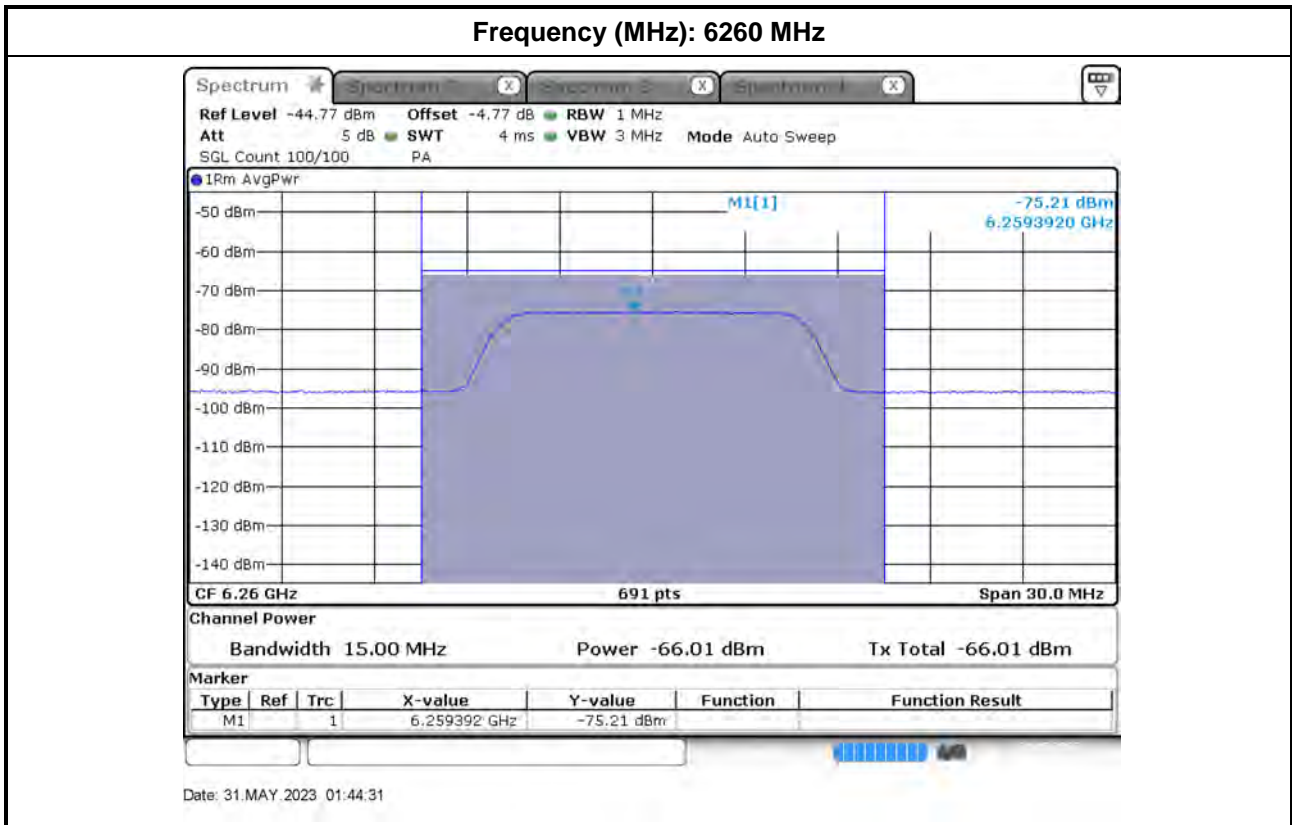 Frequency (MHz): 6260 MHz
Spectrum
Ref Level -44.77 dBm Offset -4.77 dB RBW 1 MHz
Att 5 dB SWT 4 ms VBW 3 MHz Mode Auto Sweep
SGL Count 100/100 PA
1Rm AvgPwr
M1[1] -75.21 dBm
6.2593920 GHz
-50 dBm
-60 dBm
-70 dBm
-80 dBm
-90 dBm
-100 dBm
-110 dBm
-120 dBm
-130 dBm
-140 dBm
CF 6.26 GHz 691 pts Span 30.0 MHz
Channel Power
Bandwidth 15.00 MHz Power -66.01 dBm Tx Total -66.01 dBm
Marker
Type Ref Trc X-value Y-value Function Function Result
M1 1 6.259392 GHz -75.21 dBm
Date: 31.MAY.2023 01:44:31